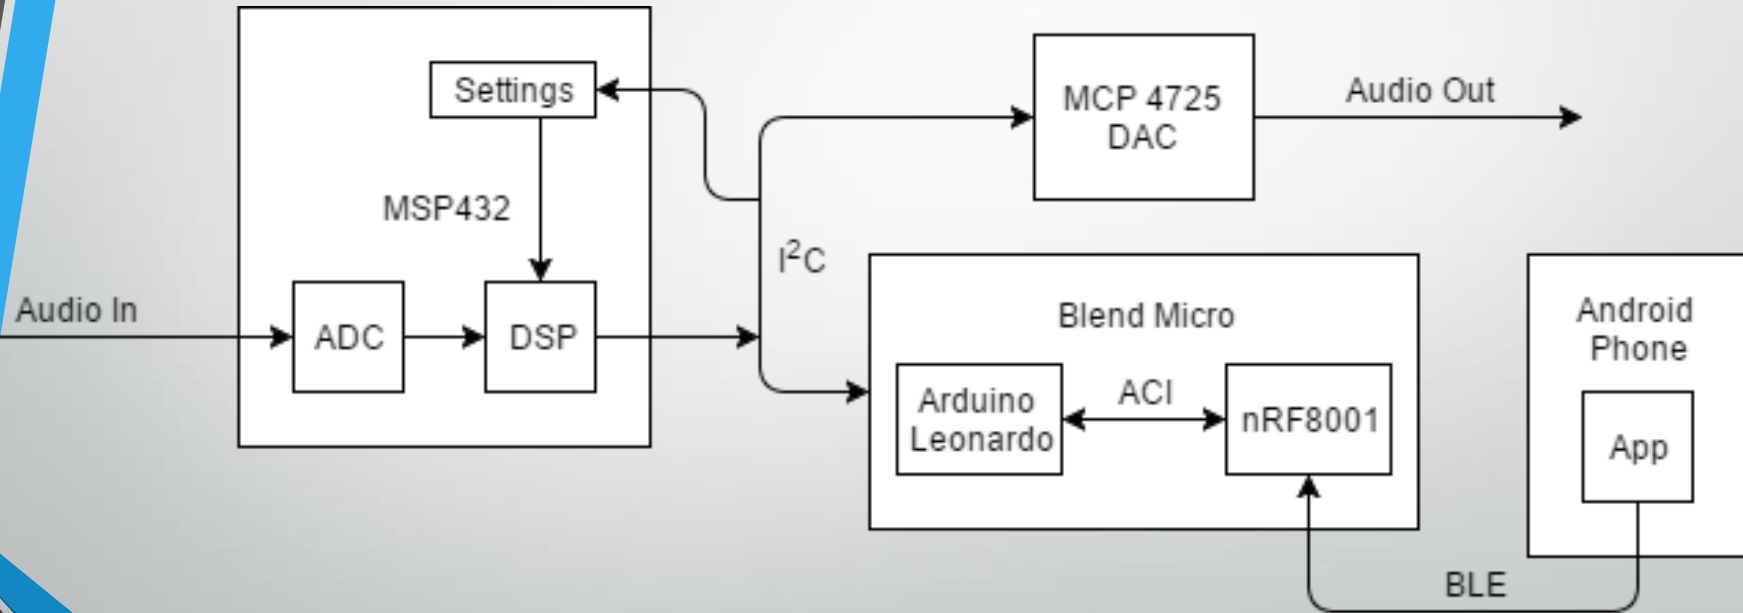 Settings
MSP432
Audio In
ADC
DSP
I²C
MCP 4725
DAC
Audio Out
Blend Micro
Arduino
Leonardo
ACI
nRF8001
Android
Phone
App
BLE